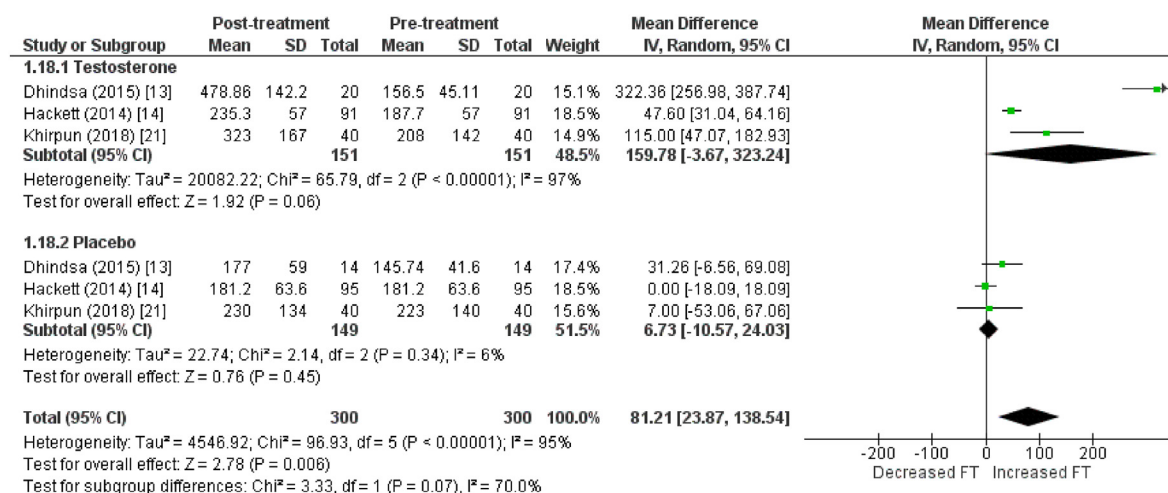 Post-treatment Pre-treatment Mean Difference Mean Difference
Study or Subgroup Mean SD Total Mean SD Total Weight IV, Random, 95% CI IV, Random, 95% CI
1.18.1 Testosterone
Dhindsa (2015) [13] 478.86 142.2 20 156.5 45.11 20 15.1% 322.36 [256.98, 387.74]
Hackett (2014) [14] 235.3 57 91 187.7 57 91 18.5% 47.60 [31.04, 64.16]
Khirpun (2018) [21] 323 167 40 208 142 40 14.9% 115.00 [47.07, 182.93]
Subtotal (95% CI) 151 151 48.5% 159.78 [-3.67, 323.24]
Heterogeneity: Tau² = 20082.22; Chi² = 65.79, df = 2 (P < 0.00001); I² = 97%
Test for overall effect: Z = 1.92 (P = 0.06)
1.18.2 Placebo
Dhindsa (2015) [13] 177 59 14 145.74 41.6 14 17.4% 31.26 [-6.56, 69.08]
Hackett (2014) [14] 181.2 63.6 95 181.2 63.6 95 18.5% 0.00 [-18.09, 18.09]
Khirpun (2018) [21] 230 134 40 223 140 40 15.6% 7.00 [-53.06, 67.06]
Subtotal (95% CI) 149 149 51.5% 6.73 [-10.57, 24.03]
Heterogeneity: Tau² = 22.74; Chi² = 2.14, df = 2 (P = 0.34); I² = 6%
Test for overall effect: Z = 0.76 (P = 0.45)
Total (95% CI) 300 300 100.0% 81.21 [23.87, 138.54]
Heterogeneity: Tau² = 4546.92; Chi² = 96.93, df = 5 (P < 0.00001); I² = 95%
Test for overall effect: Z = 2.78 (P = 0.006)
Test for subgroup differences: Chi² = 3.33, df = 1 (P = 0.07), I² = 70.0%
-200 -100 0 100 200
Decreased FT Increased FT